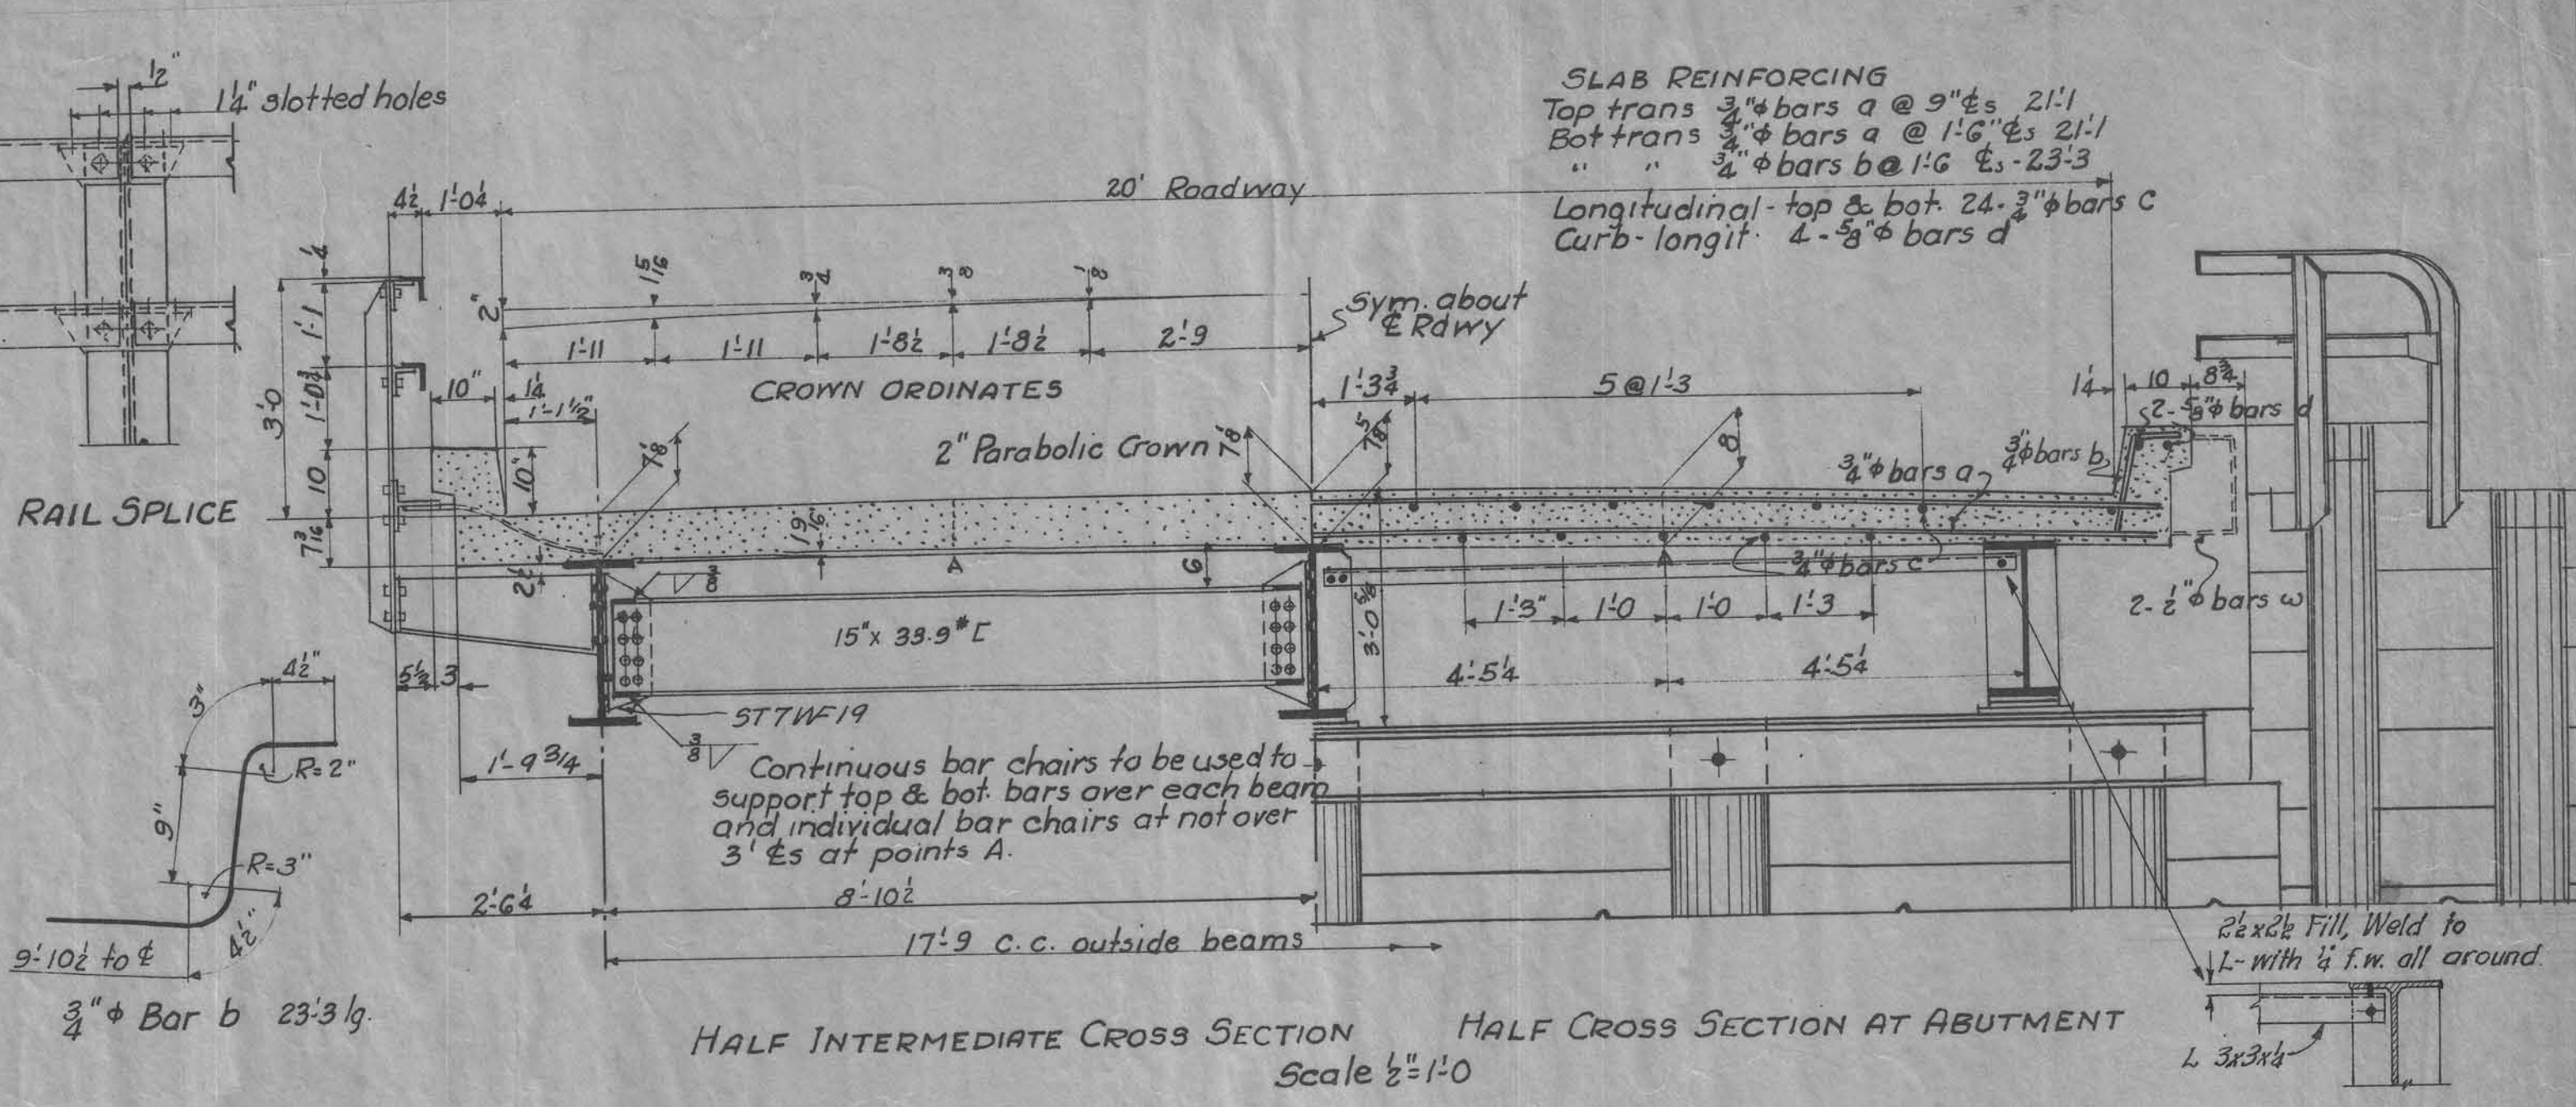 1/2"
1 1/4" slotted holes
RAIL SPLICE
SLAB REINFORCING
Top trans 3/4"ϕ bars a @ 9"℄s 21'-1
Bot trans 3/4"ϕ bars a @ 1'-6"℄s 21'-1
" " 3/4"ϕ bars b @ 1'-6 ℄s - 23'-3
Longitudinal - top & bot. 24 - 3/4"ϕ bars c
Curb - longit. 4 - 5/8"ϕ bars d
4 1/2 1'-0 1/4 20' Roadway
1 5/16 3/4 3/8 1/8
2"
1'-11 1'-11 1'-8 1/2 1'-8 1/2 2'-9
CROWN ORDINATES
Sym. about
℄ Rdwy
1/4
1'-1
3'-0
10
7 3/16
10" 1 1/4
1'-1 1/2"
10"
7 1/8
2" Parabolic Crown 7 1/8
7 5/8
1'-3 3/4 5 @ 1'-3
8
1 1/4 10 8 3/4
2 - 5/8"ϕ bars d
3/4"ϕ bars a
3/4ϕ bars b
1 9/16
A
2 1/2
6
3/8
A
3/4"ϕ bars c
2 - 1/2"ϕ bars w
15" x 33.9# [
1'-3" 1'-0 1'-0 1'-3
3'-0 5/8
4'-5 1/4 4'-5 1/4
5 1/2 3
ST7WF19
3/8
1'-9 3/4
Continuous bar chairs to be used to
support top & bot. bars over each beam
and individual bar chairs at not over
3' ℄s at points A.
2'-6 1/4 8'-10 1/2
17'-9 c.c. outside beams
4 1/2"
3"
R=2"
9"
R=3"
4 1/2"
9'-10 1/2 to ℄
3/4"ϕ Bar b 23'-3 lg.
2 1/2 x 2 1/2 Fill, Weld to
L - with 1/4 f.w. all around.
L 3x3x1/4
HALF INTERMEDIATE CROSS SECTION HALF CROSS SECTION AT ABUTMENT
Scale 1/2"=1'-0